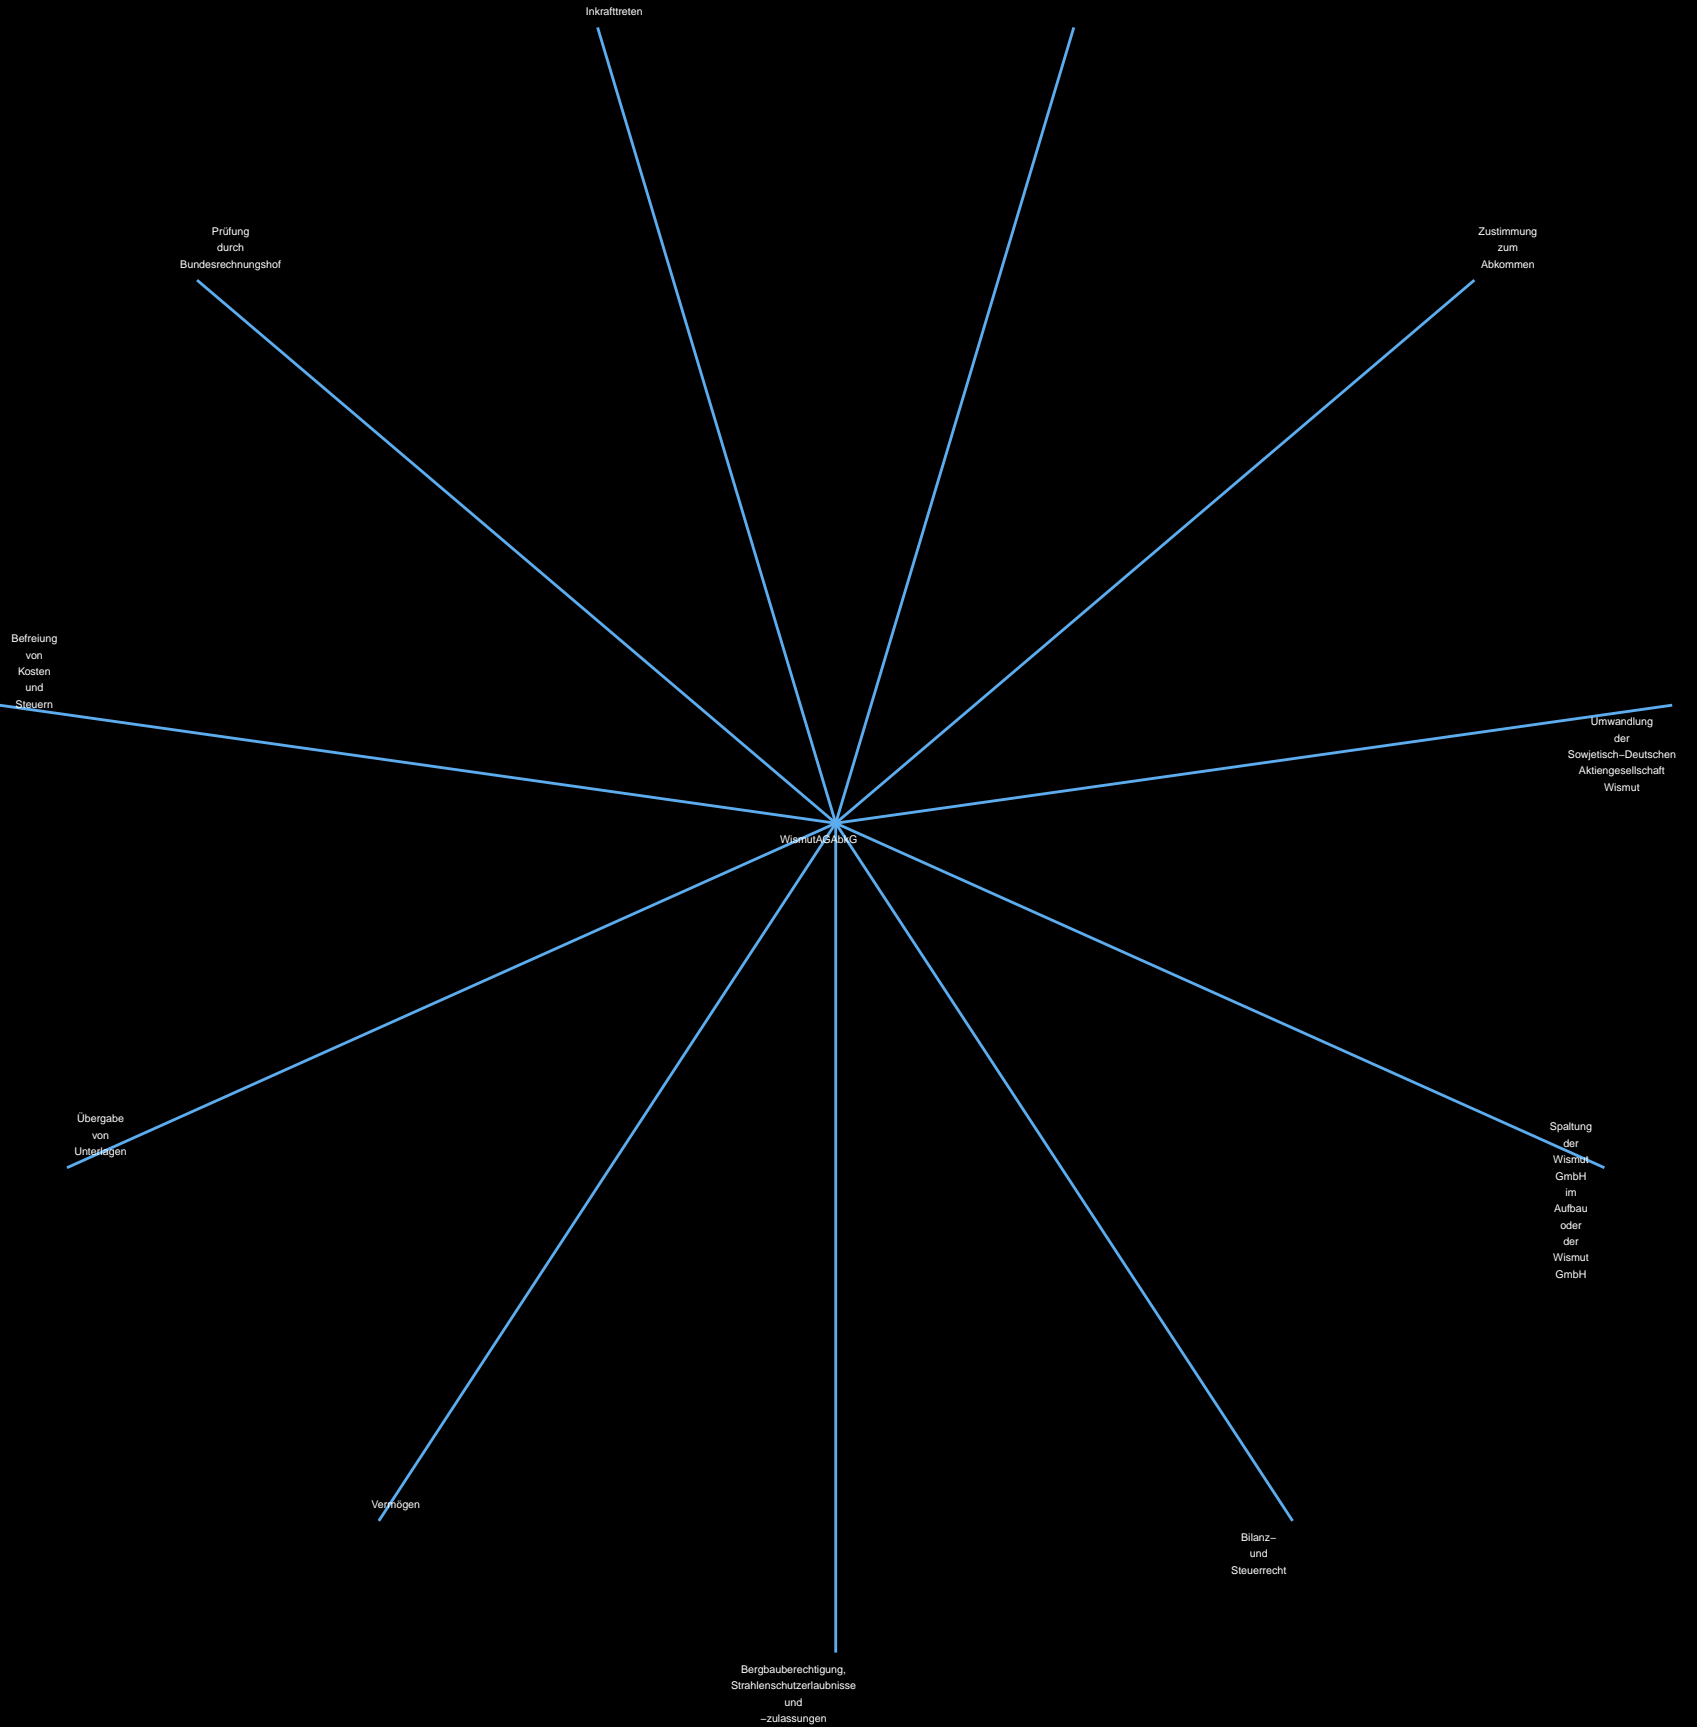 Inkrafttreten
Prüfung
durch
Bundesrechnungshof
Zustimmung
zum
Abkommen
Befreiung
von
Kosten
und
Steuern
Umwandlung
der
Sowjetisch–Deutschen
Aktiengesellschaft
Wismut
WismutAGAbkG
Übergabe
von
Unterlagen
Spaltung
der
Wismut
GmbH
im
Aufbau
oder
der
Wismut
GmbH
Vermögen
Bilanz–
und
Steuerrecht
Bergbauberechtigung,
Strahlenschutzerlaubnisse
und
–zulassungen